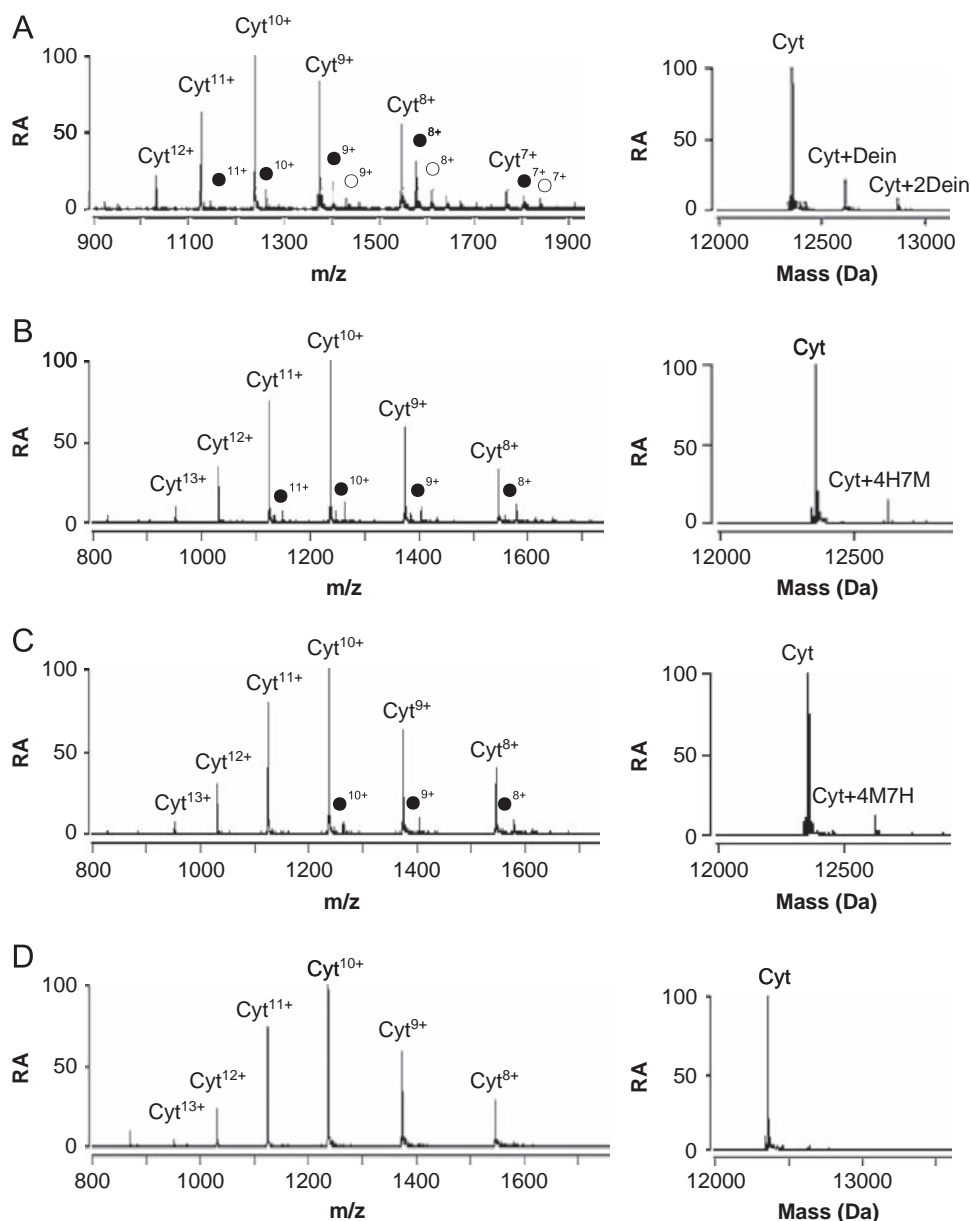 A
RA
100
50
0
Cyt12+
Cyt11+
Cyt10+
Cyt9+
Cyt8+
Cyt7+
● 11+
● 10+
● 9+
○ 9+
● 8+
○ 8+
● 7+
○ 7+
900 1100 1300 1500 1700 1900
m/z
RA
100
50
0
Cyt
Cyt+Dein
Cyt+2Dein
12000 12500 13000
Mass (Da)
B
RA
100
50
0
Cyt13+
Cyt12+
Cyt11+
Cyt10+
Cyt9+
Cyt8+
● 11+
● 10+
● 9+
● 8+
800 1000 1200 1400 1600
m/z
RA
100
50
0
Cyt
Cyt+4H7M
12000 12500
Mass (Da)
C
RA
100
50
0
Cyt13+
Cyt12+
Cyt11+
Cyt10+
Cyt9+
Cyt8+
● 10+
● 9+
● 8+
800 1000 1200 1400 1600
m/z
RA
100
50
0
Cyt
Cyt+4M7H
12000 12500
Mass (Da)
D
RA
100
50
0
Cyt13+
Cyt12+
Cyt11+
Cyt10+
Cyt9+
Cyt8+
800 1000 1200 1400 1600
m/z
RA
100
50
0
Cyt
12000 13000
Mass (Da)